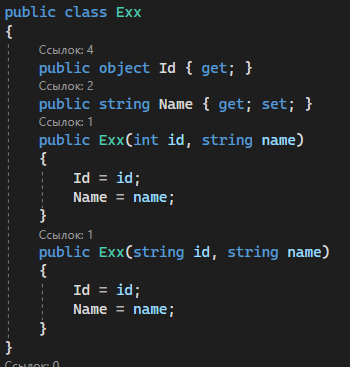 public class Exx
{
Ссылок: 4
public object Id { get; }
Ссылок: 2
public string Name { get; set; }
Ссылок: 1
public Exx(int id, string name)
{
Id = id;
Name = name;
}
Ссылок: 1
public Exx(string id, string name)
{
Id = id;
Name = name;
}
}
Ссылок: 0